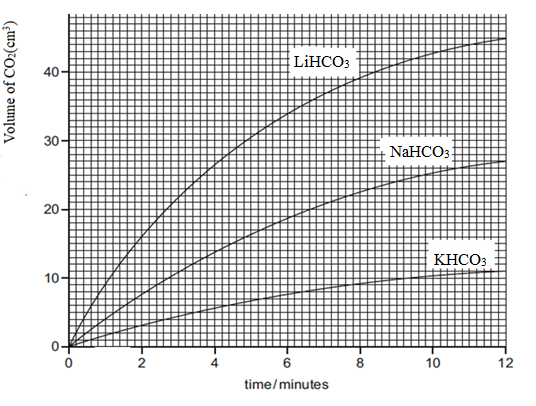 Volume of CO₂(cm³)
40
30
20
10
0
LiHCO₃
NaHCO₃
KHCO₃
0 2 4 6 8 10 12
time/minutes